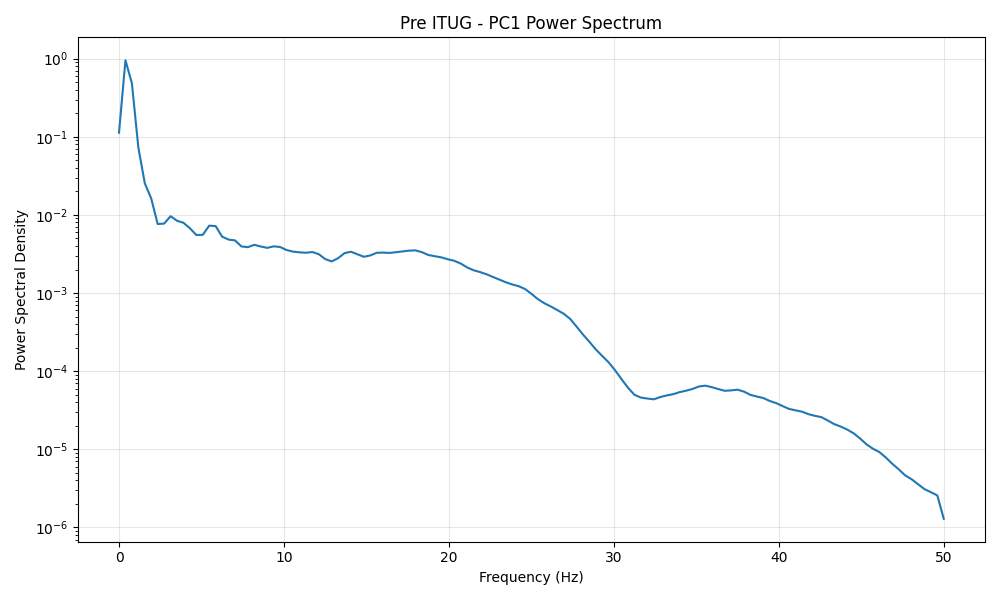 Pre ITUG - PC1 Power Spectrum
Power Spectral Density
10⁰
10⁻¹
10⁻²
10⁻³
10⁻⁴
10⁻⁵
10⁻⁶
0 10 20 30 40 50
Frequency (Hz)